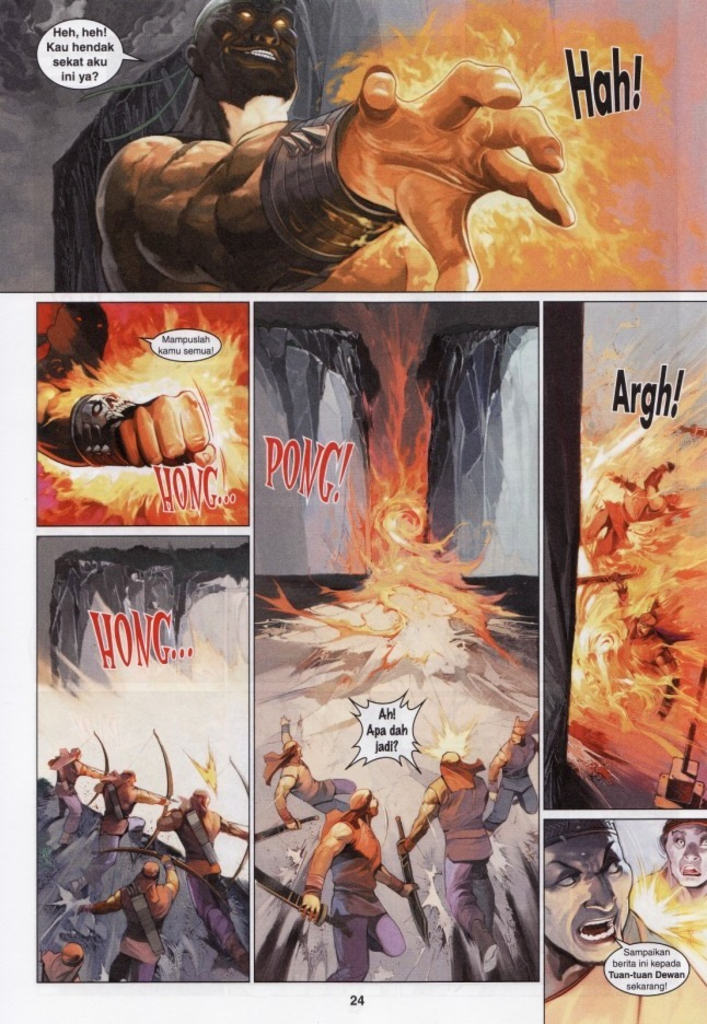 Heh, heh!
Kau hendak
sekat aku
ini ya?
Hah!
Mampuslah
kamu semua!
HONG...
HONG...
PONG!
Ah!
Apa dah
jadi?
Argh!
Sampaikan
berita ini kepada
Tuan-tuan Dewan
sekarang!
24